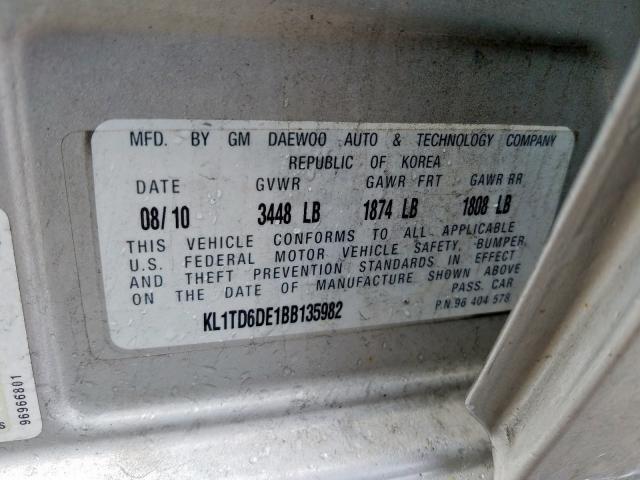 MFD. BY GM DAEWOO AUTO & TECHNOLOGY COMPANY
REPUBLIC OF KOREA
DATE GVWR GAWR FRT GAWR RR
08/10 3448 LB 1874 LB 1808 LB
THIS VEHICLE CONFORMS TO ALL APPLICABLE
U.S. FEDERAL MOTOR VEHICLE SAFETY, BUMPER,
AND THEFT PREVENTION STANDARDS IN EFFECT
ON THE DATE OF MANUFACTURE SHOWN ABOVE
PASS. CAR
KL1TD6DE1BB135982
P.N. 96 404 578
96966801